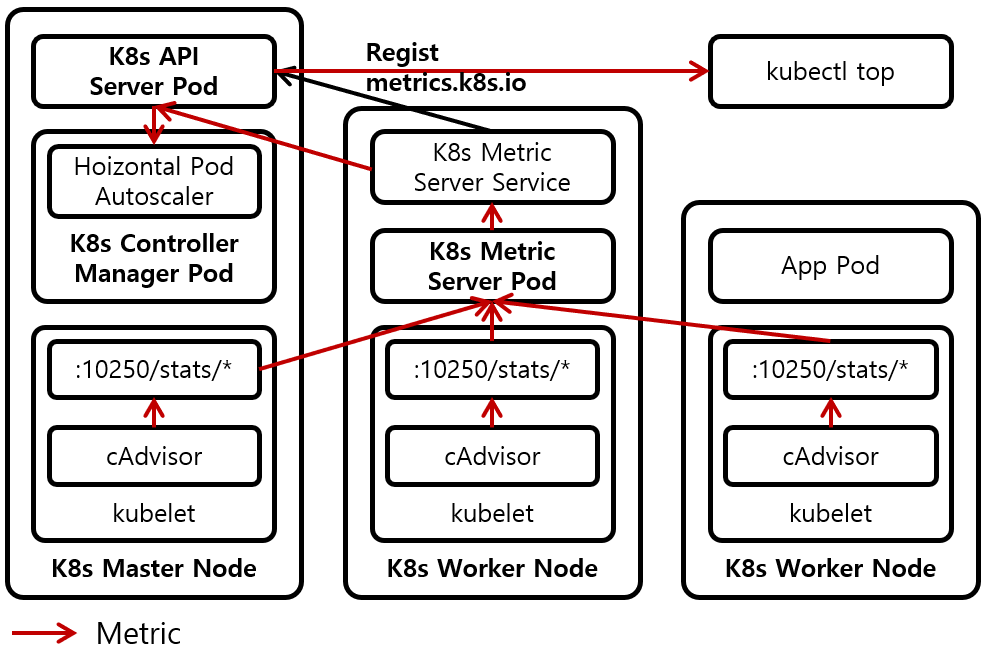 K8s API
Server Pod
Hoizontal Pod
Autoscaler
K8s Controller
Manager Pod
:10250/stats/*
cAdvisor
kubelet
K8s Master Node
Regist
metrics.k8s.io
K8s Metric
Server Service
K8s Metric
Server Pod
:10250/stats/*
cAdvisor
kubelet
K8s Worker Node
kubectl top
App Pod
:10250/stats/*
cAdvisor
kubelet
K8s Worker Node
Metric